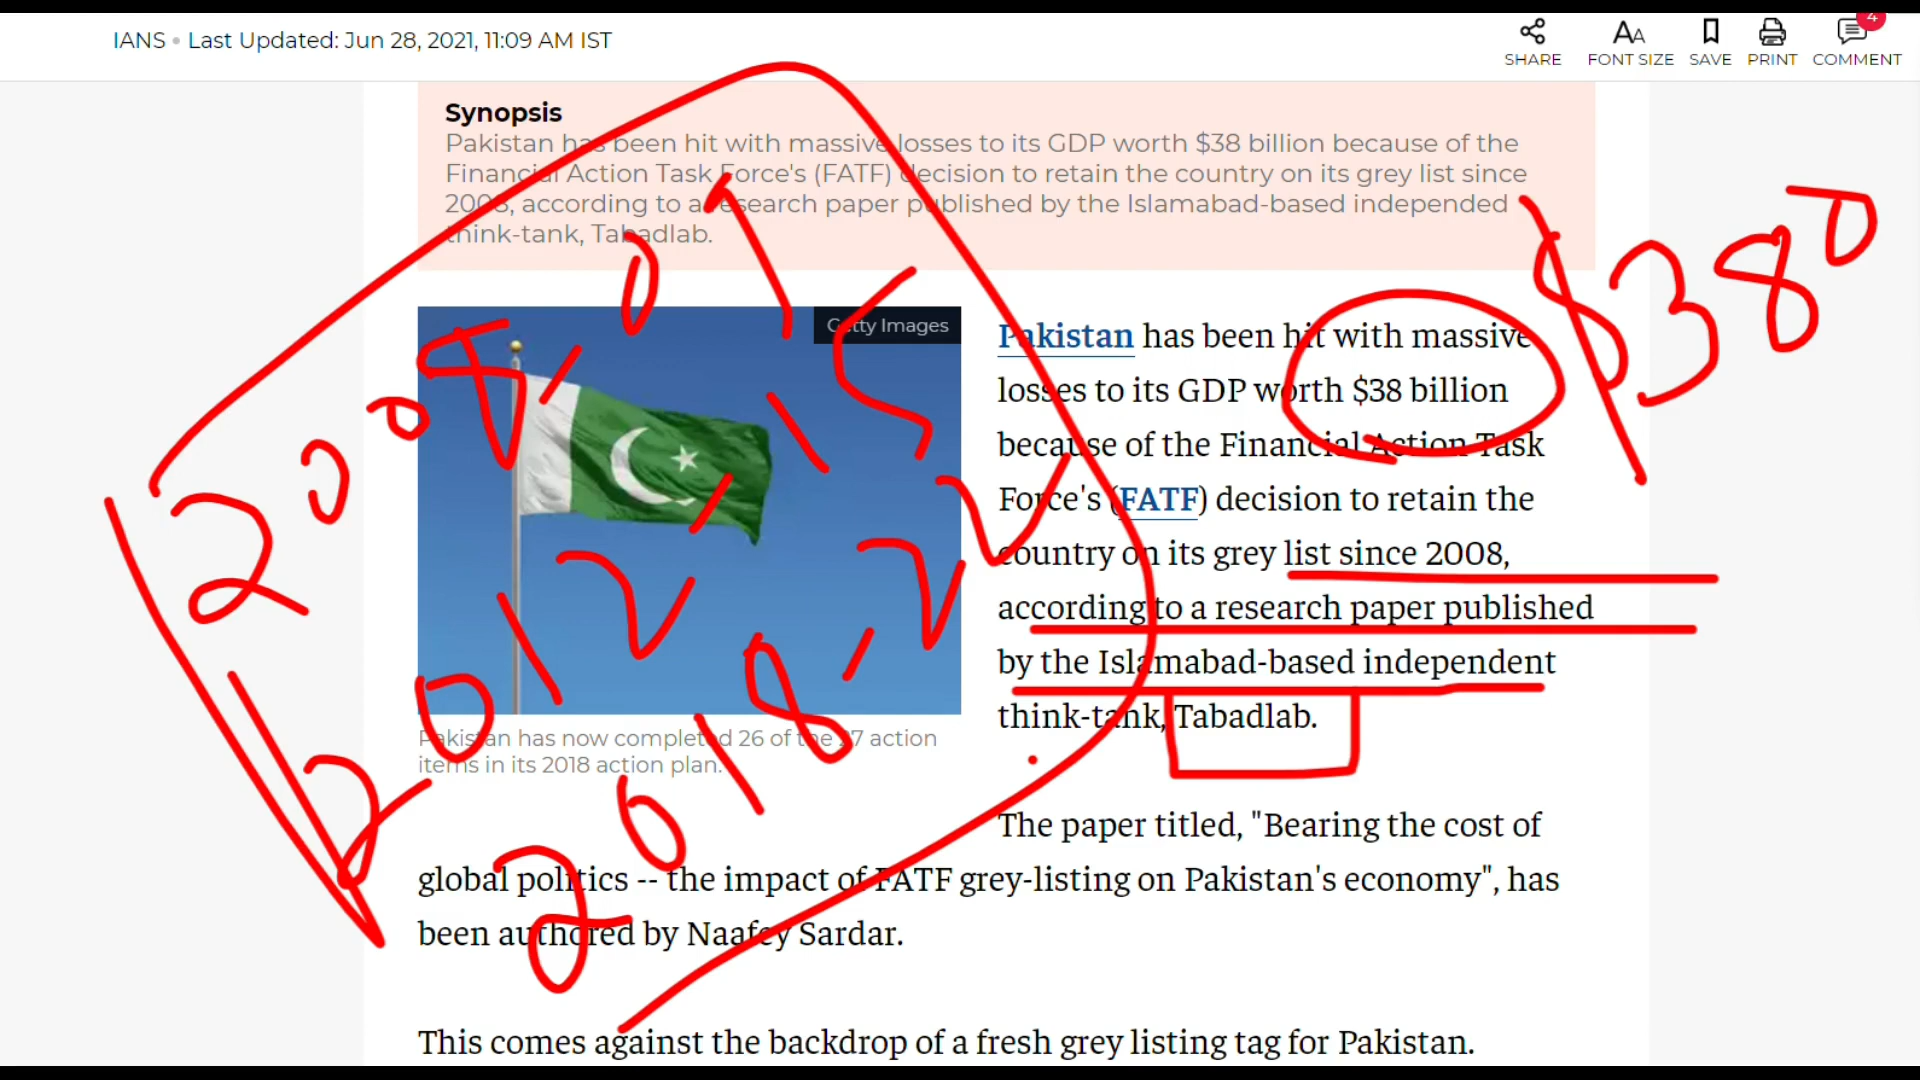 IANS • Last Updated: Jun 28, 2021, 11:09 AM IST
SHARE
FONT SIZE
SAVE
PRINT
4
COMMENT
Synopsis
Pakistan has been hit with massive losses to its GDP worth $38 billion because of the
Financial Action Task Force's (FATF) decision to retain the country on its grey list since
2008, according to a research paper published by the Islamabad-based independed
think-tank, Tabadlab.
$38
Getty Images
Pakistan has been hit with massive
losses to its GDP worth $38 billion
because of the Financial Action Task
Force's (FATF) decision to retain the
country on its grey list since 2008,
according to a research paper published
by the Islamabad-based independent
think-tank, Tabadlab.
2008-09
2012-15
2018-22
Pakistan has now completed 26 of the 27 action
items in its 2018 action plan.
The paper titled, "Bearing the cost of
global politics -- the impact of FATF grey-listing on Pakistan's economy", has
been authored by Naafey Sardar.
This comes against the backdrop of a fresh grey listing tag for Pakistan.